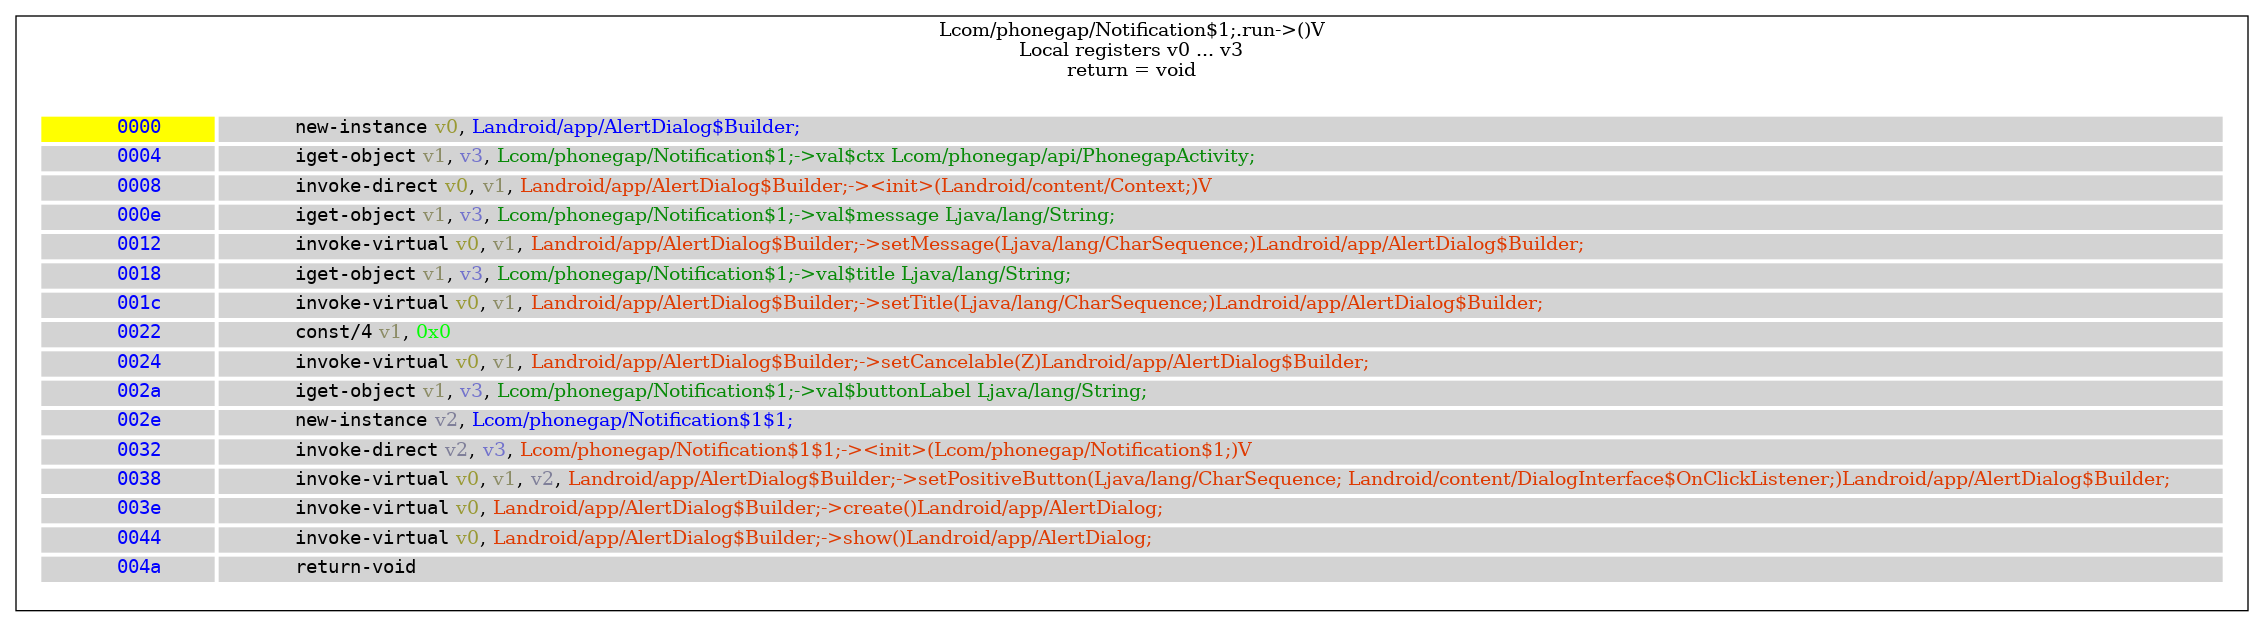 Lcom/phonegap/Notification$1;.run->()V
Local registers v0 ... v3
return = void
0000 new-instance v0, Landroid/app/AlertDialog$Builder;
0004 iget-object v1, v3, Lcom/phonegap/Notification$1;->val$ctx Lcom/phonegap/api/PhonegapActivity;
0008 invoke-direct v0, v1, Landroid/app/AlertDialog$Builder;-><init>(Landroid/content/Context;)V
000e iget-object v1, v3, Lcom/phonegap/Notification$1;->val$message Ljava/lang/String;
0012 invoke-virtual v0, v1, Landroid/app/AlertDialog$Builder;->setMessage(Ljava/lang/CharSequence;)Landroid/app/AlertDialog$Builder;
0018 iget-object v1, v3, Lcom/phonegap/Notification$1;->val$title Ljava/lang/String;
001c invoke-virtual v0, v1, Landroid/app/AlertDialog$Builder;->setTitle(Ljava/lang/CharSequence;)Landroid/app/AlertDialog$Builder;
0022 const/4 v1, 0x0
0024 invoke-virtual v0, v1, Landroid/app/AlertDialog$Builder;->setCancelable(Z)Landroid/app/AlertDialog$Builder;
002a iget-object v1, v3, Lcom/phonegap/Notification$1;->val$buttonLabel Ljava/lang/String;
002e new-instance v2, Lcom/phonegap/Notification$1$1;
0032 invoke-direct v2, v3, Lcom/phonegap/Notification$1$1;-><init>(Lcom/phonegap/Notification$1;)V
0038 invoke-virtual v0, v1, v2, Landroid/app/AlertDialog$Builder;->setPositiveButton(Ljava/lang/CharSequence; Landroid/content/DialogInterface$OnClickListener;)Landroid/app/AlertDialog$Builder;
003e invoke-virtual v0, Landroid/app/AlertDialog$Builder;->create()Landroid/app/AlertDialog;
0044 invoke-virtual v0, Landroid/app/AlertDialog$Builder;->show()Landroid/app/AlertDialog;
004a return-void